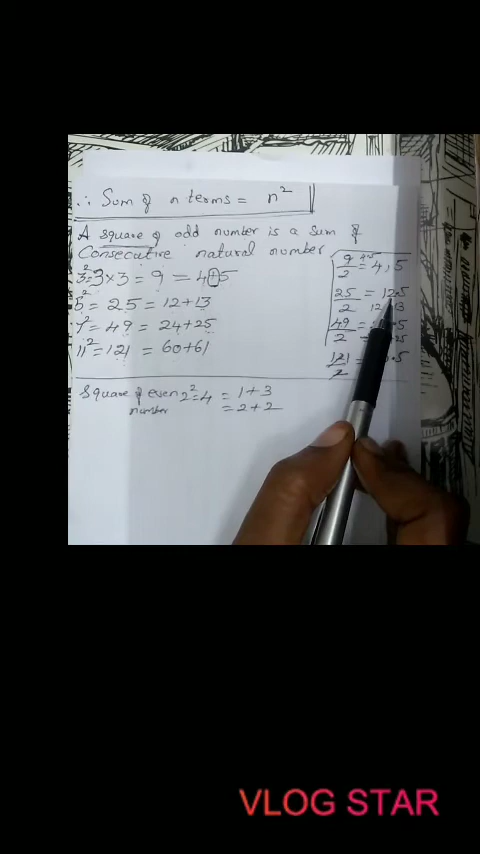 ∴ Sum of n terms = n²
A square of odd number is a sum of
Consecutive natural number
3²=3×3 = 9 = 4+5
5² = 25 = 12+13
7² = 49 = 24+25
11² = 121 = 60+61
9/2 = 4.5
25/2 = 12.5
49/2 =
121/2
Square of even 2²=4 = 1+3
number = 2+2
VLOG STAR